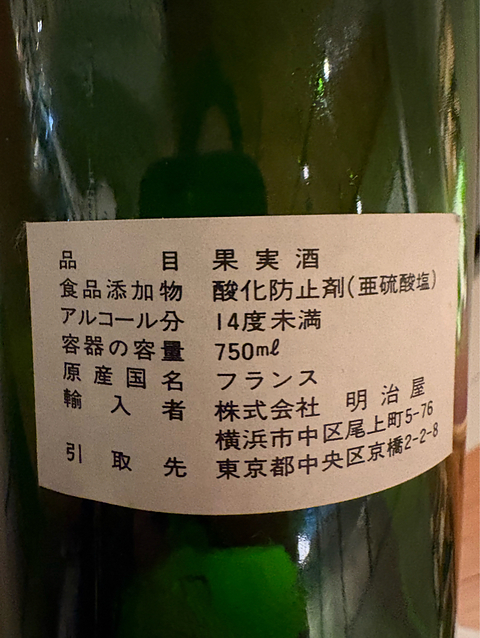 品目 果実酒
食品添加物 酸化防止剤(亜硫酸塩)
アルコール分 14度未満
容器の容量 750mℓ
原産国名 フランス
輸入者 株式会社 明治屋
横浜市中区尾上町5-76
引取先 東京都中央区京橋2-2-8